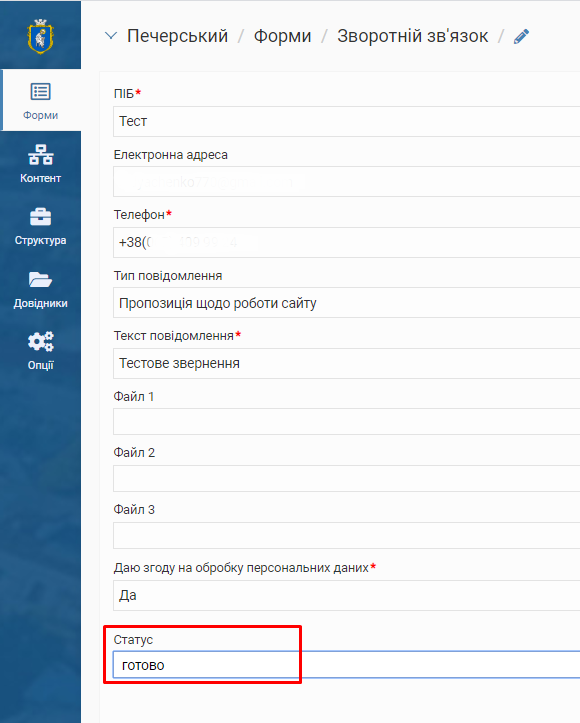 Печерський / Форми / Зворотній зв'язок /
Форми
Контент
Структура
Довідники
Опції
ПІБ*
Тест
Електронна адреса
Телефон*
+38(
Тип повідомлення
Пропозиція щодо роботи сайту
Текст повідомлення*
Тестове звернення
Файл 1
Файл 2
Файл 3
Даю згоду на обробку персональних даних*
Да
Статус
готово